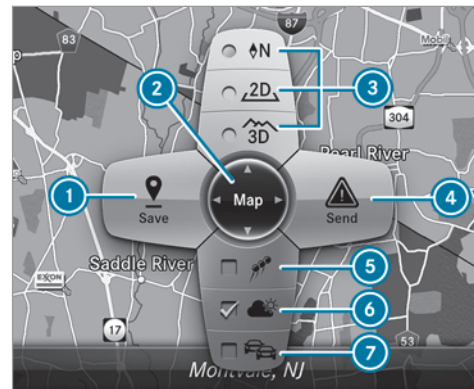 87
83
Mobil
N
2
2D
3
3D
304
Pearl River
1
Map
4
Save
Send
5
Saddle River
EXON
6
17
53
7
Montvale, NJ